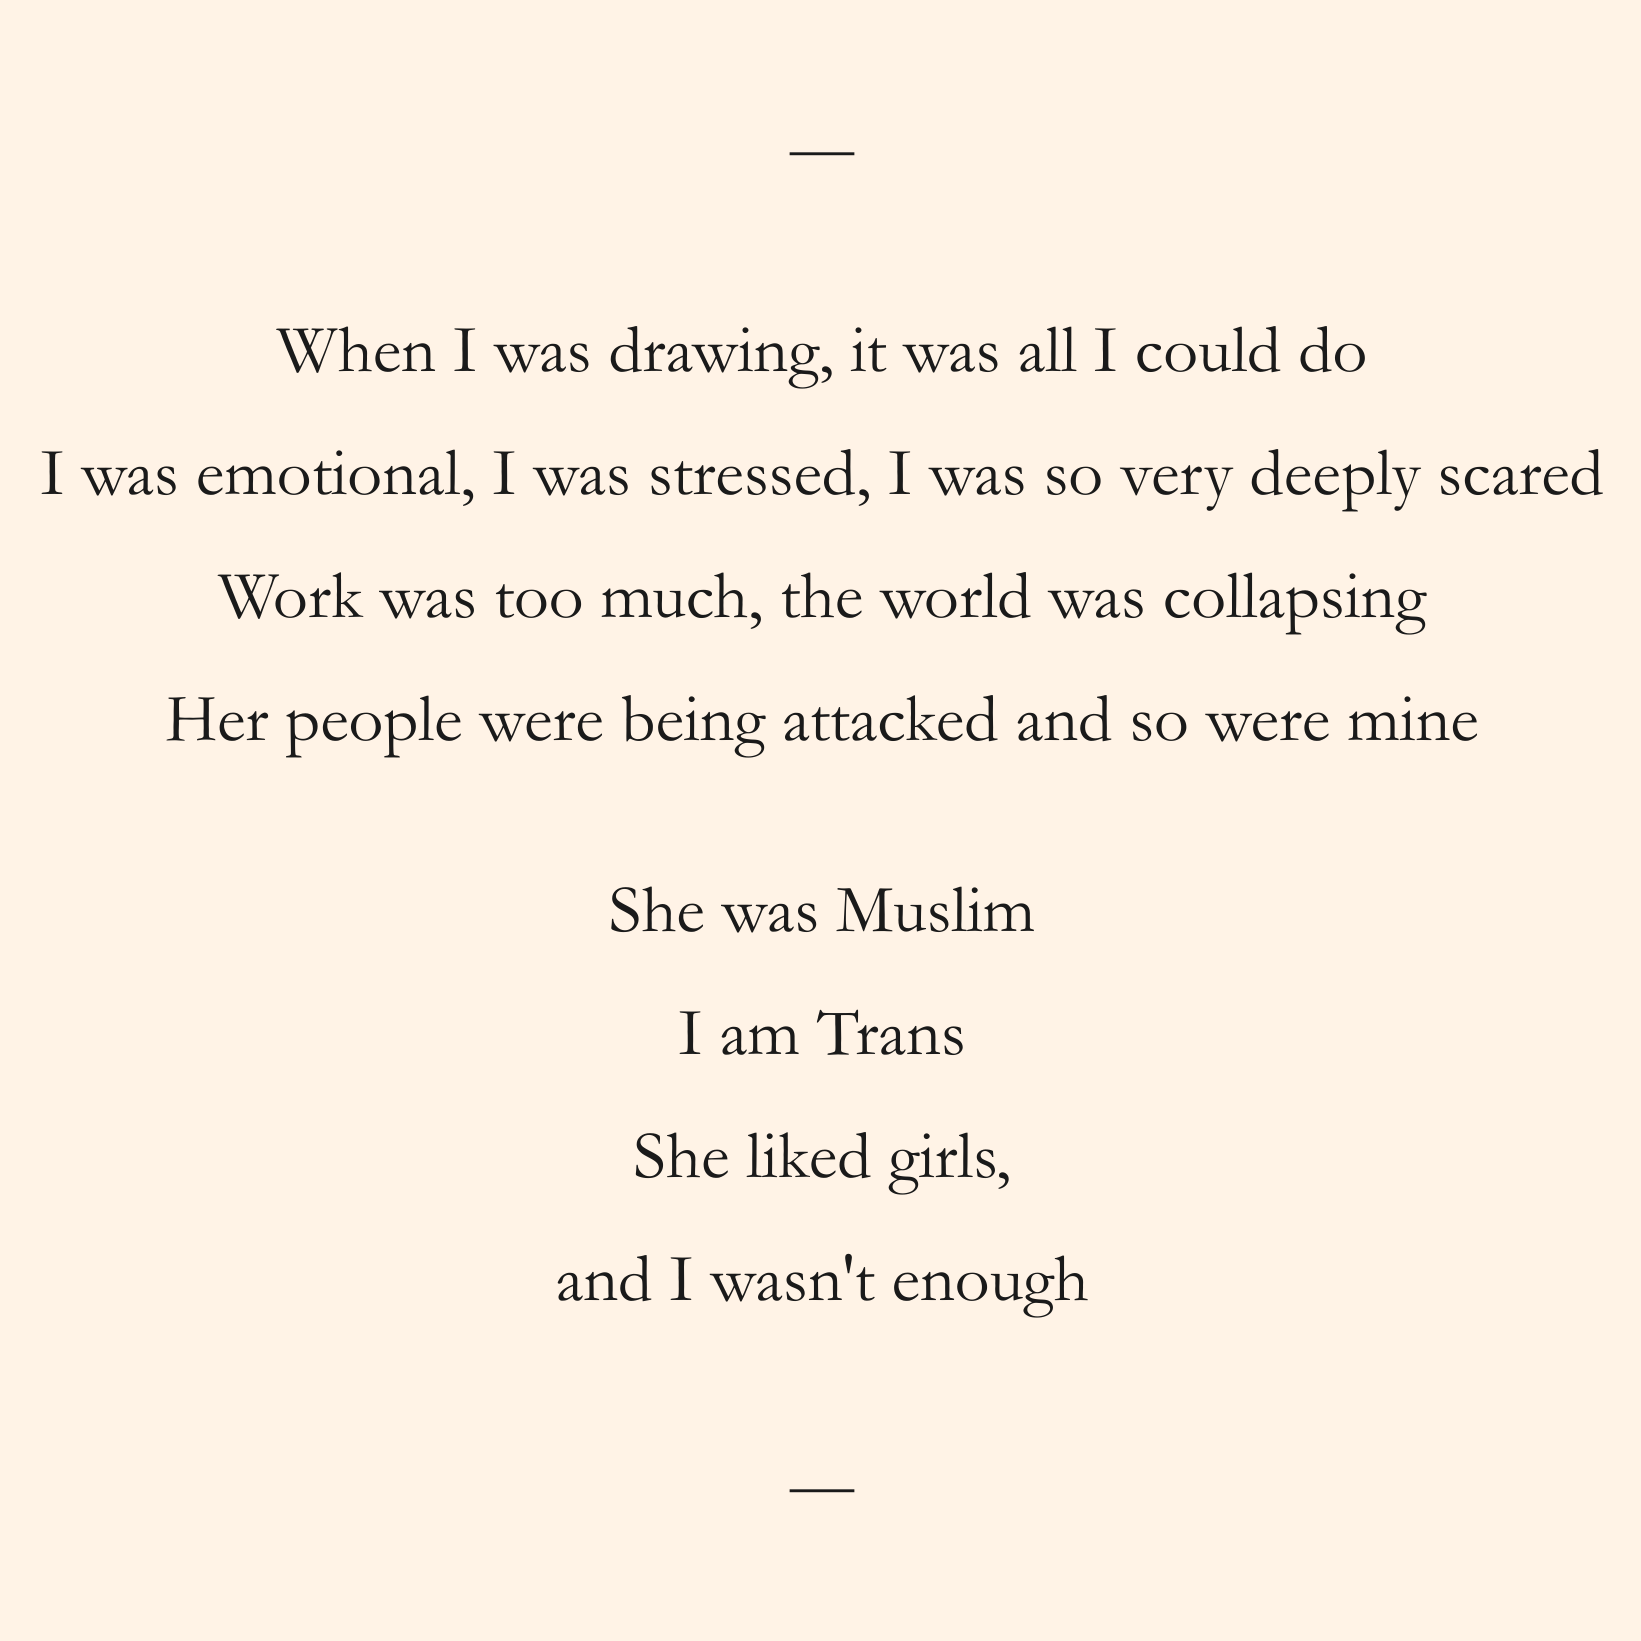 —
When I was drawing, it was all I could do
I was emotional, I was stressed, I was so very deeply scared
Work was too much, the world was collapsing
Her people were being attacked and so were mine
She was Muslim
I am Trans
She liked girls,
and I wasn't enough
—